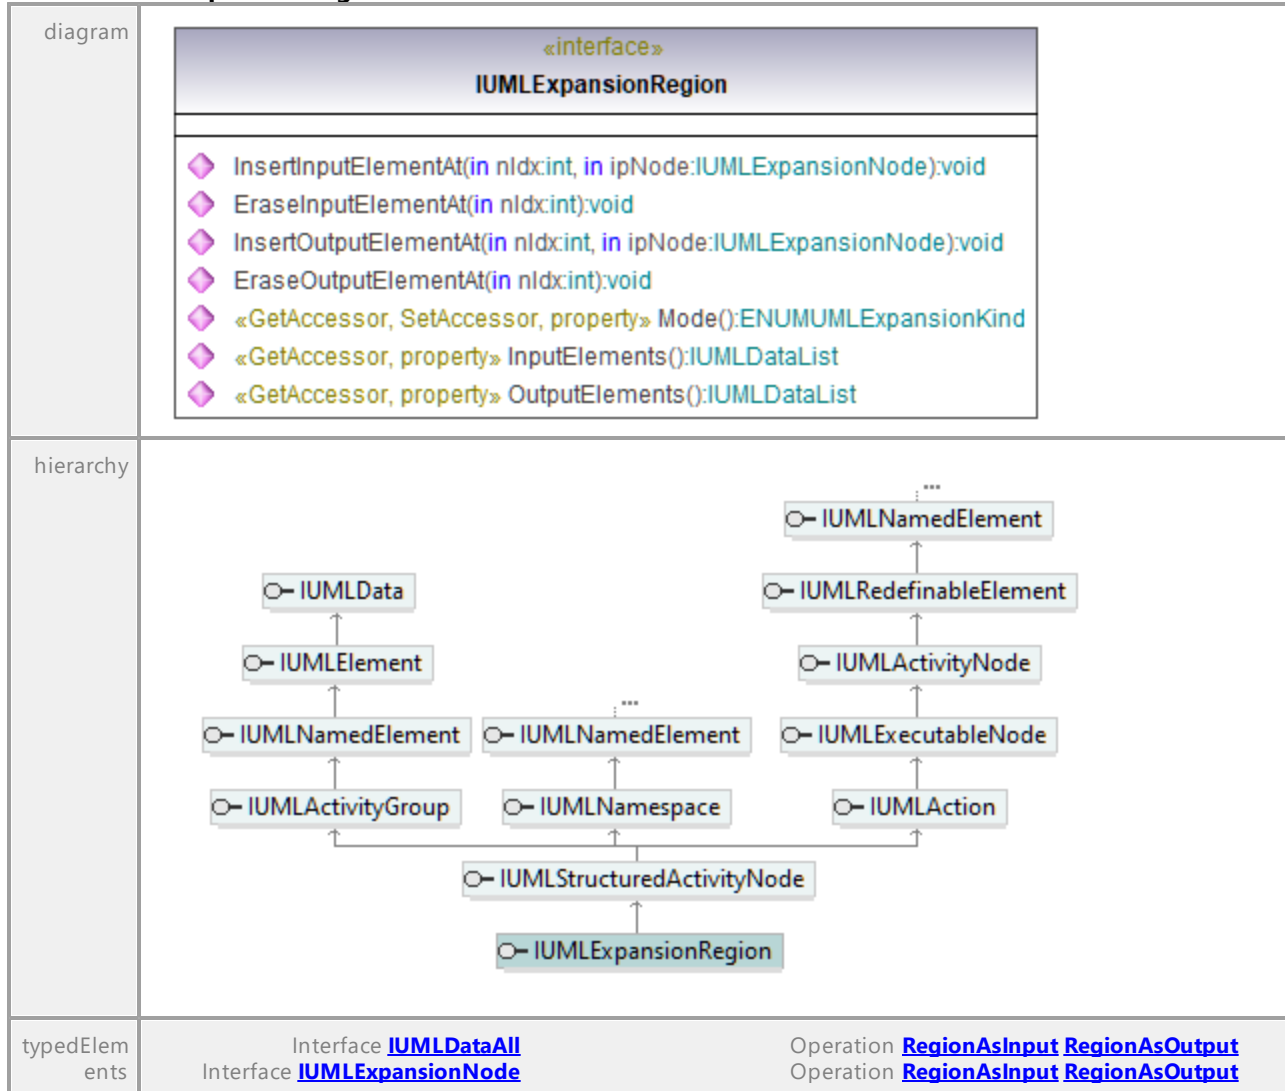 diagram
«interface»
IUMLExpansionRegion
InsertInputElementAt(in nIdx:int, in ipNode:IUMLExpansionNode):void
EraseInputElementAt(in nIdx:int):void
InsertOutputElementAt(in nIdx:int, in ipNode:IUMLExpansionNode):void
EraseOutputElementAt(in nIdx:int):void
«GetAccessor, SetAccessor, property» Mode():ENUMUMLExpansionKind
«GetAccessor, property» InputElements():IUMLDataList
«GetAccessor, property» OutputElements():IUMLDataList
hierarchy
...
IUMLNamedElement
IUMLData IUMLRedefinableElement
IUMLElement IUMLActivityNode
...
IUMLNamedElement IUMLNamedElement IUMLExecutableNode
IUMLActivityGroup IUMLNamespace IUMLAction
IUMLStructuredActivityNode
IUMLExpansionRegion
typedElem Interface IUMLDataAll Operation RegionAsInput RegionAsOutput
ents Interface IUMLExpansionNode Operation RegionAsInput RegionAsOutput